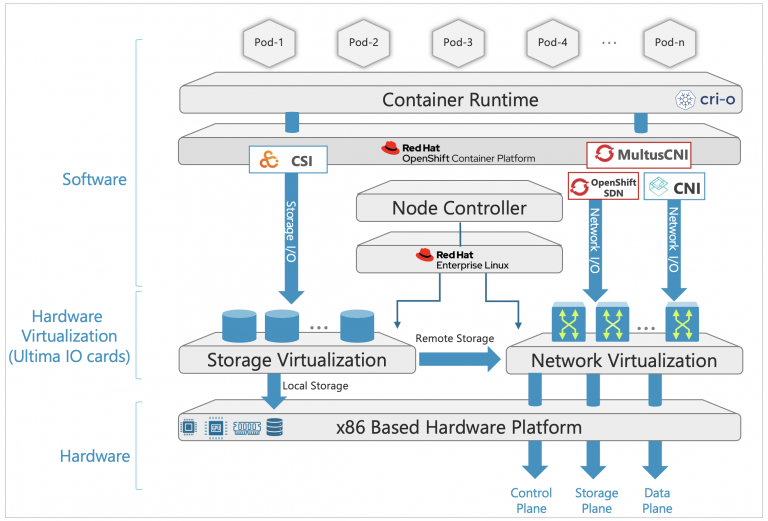 Pod-1
Pod-2
Pod-3
Pod-4
...
Pod-n
Container Runtime
cri-o
Red Hat
OpenShift Container Platform
CSI
MultusCNI
OpenShift
SDN
CNI
Software
Storage I/O
Node Controller
Network I/O
Network I/O
Red Hat
Enterprise Linux
Hardware
Virtualization
(Ultima IO cards)
...
...
Remote Storage
Storage Virtualization
Network Virtualization
Local Storage
x86 Based Hardware Platform
Hardware
Control
Plane
Storage
Plane
Data
Plane